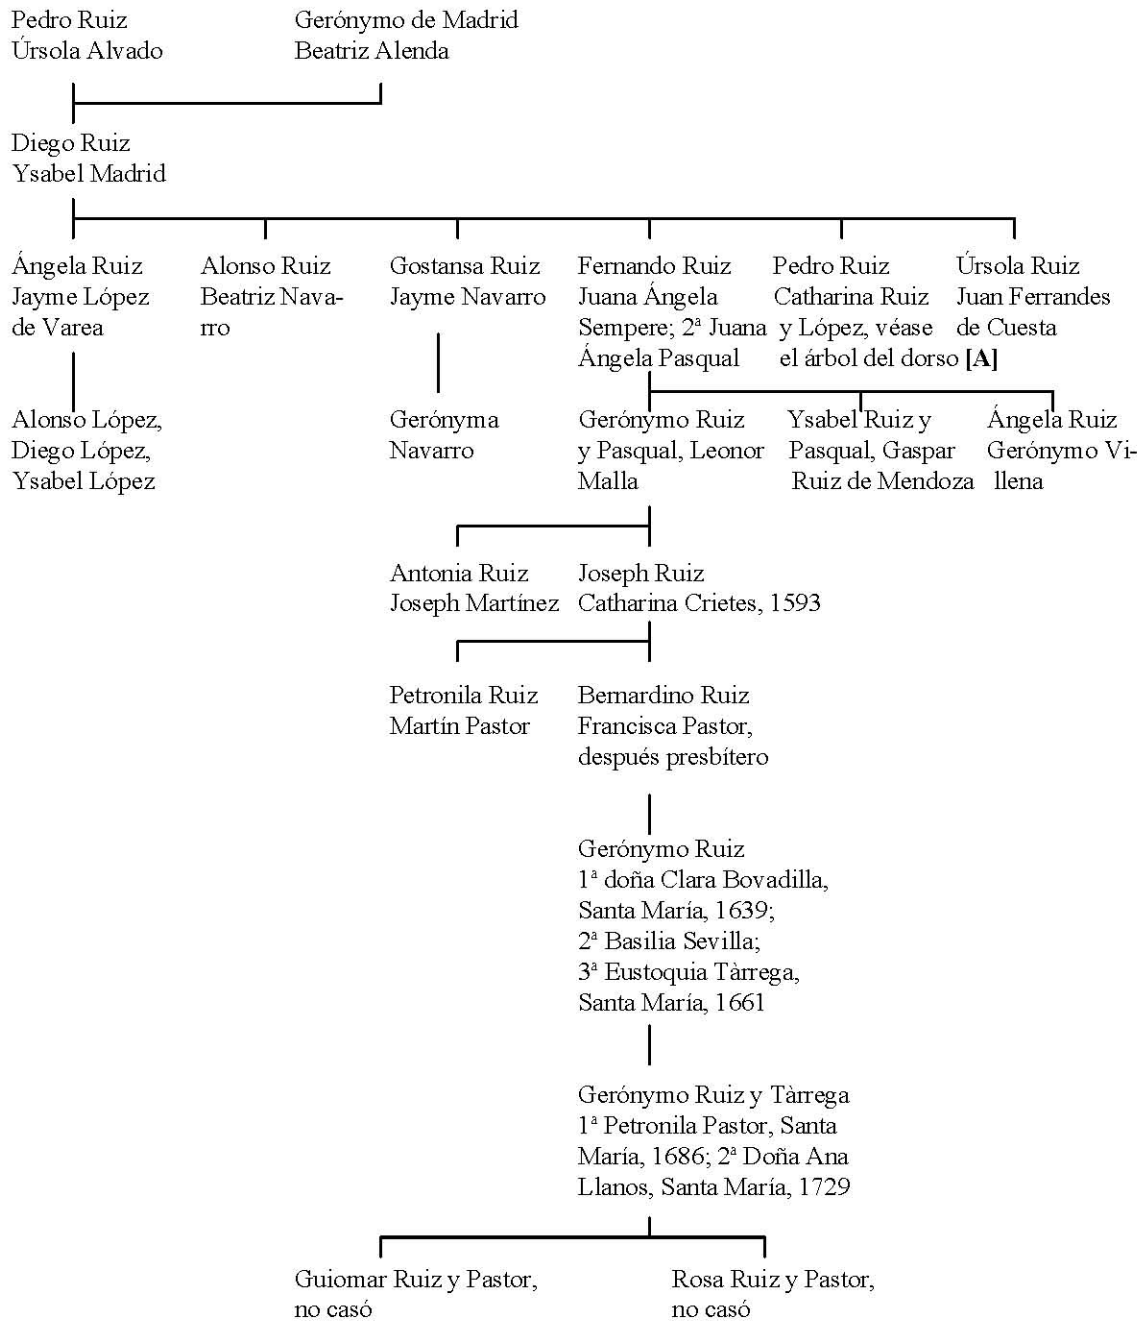 Pedro Ruiz
Úrsola Alvado
Gerónymo de Madrid
Beatriz Alenda
Diego Ruiz
Ysabel Madrid
Ángela Ruiz
Jayme López
de Varea
Alonso Ruiz
Beatriz Nava-
rro
Gostansa Ruiz
Jayme Navarro
Fernando Ruiz
Juana Ángela
Sempere; 2ª Juana
Ángela Pasqual
Pedro Ruiz
Catharina Ruiz
y López, véase
el árbol del dorso [A]
Úrsola Ruiz
Juan Ferrandes
de Cuesta
Alonso López,
Diego López,
Ysabel López
Gerónyma
Navarro
Gerónymo Ruiz
y Pasqual, Leonor
Malla
Ysabel Ruiz y
Pasqual, Gaspar
Ruiz de Mendoza
Ángela Ruiz
Gerónymo Vi-
llena
Antonia Ruiz
Joseph Martínez
Joseph Ruiz
Catharina Crietes, 1593
Petronila Ruiz
Martín Pastor
Bernardino Ruiz
Francisca Pastor,
después presbítero
Gerónymo Ruiz
1ª doña Clara Bovadilla,
Santa María, 1639;
2ª Basilia Sevilla;
3ª Eustoquia Tàrrega,
Santa María, 1661
Gerónymo Ruiz y Tàrrega
1ª Petronila Pastor, Santa
María, 1686; 2ª Doña Ana
Llanos, Santa María, 1729
Guiomar Ruiz y Pastor,
no casó
Rosa Ruiz y Pastor,
no casó